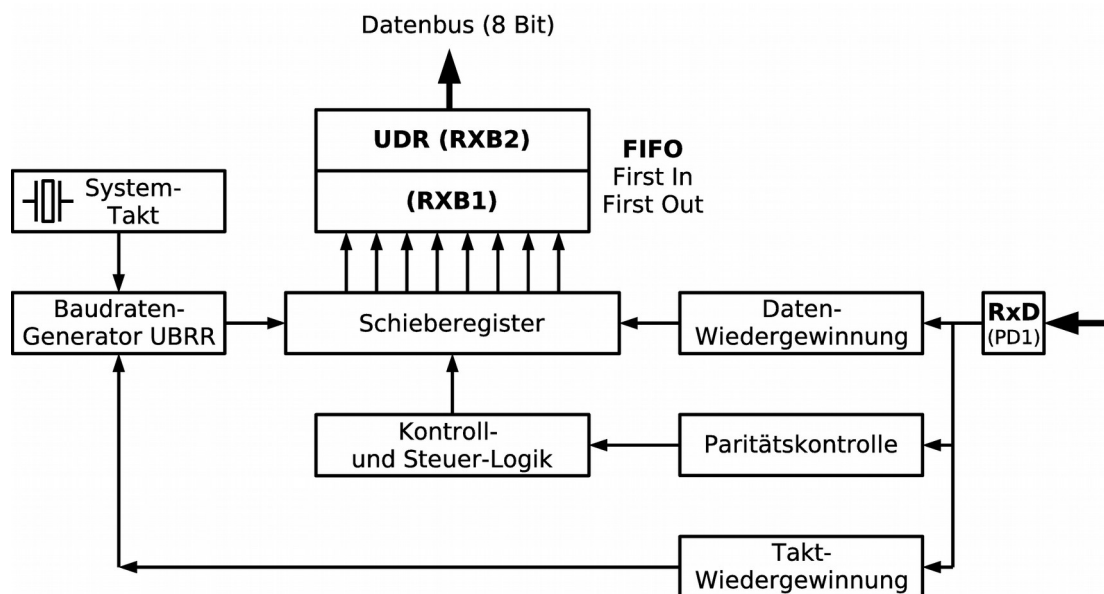 Datenbus (8 Bit)
UDR (RXB2)
(RXB1)
FIFO
First In
First Out
System-
Takt
Baudraten-
Generator UBRR
Schieberegister
Daten-
Wiedergewinnung
RxD
(PD1)
Kontroll-
und Steuer-Logik
Paritätskontrolle
Takt-
Wiedergewinnung